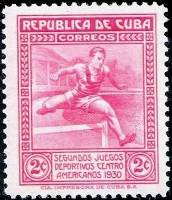 REPUBLICA DE CUBA
CORREOS
2¢ SEGUNDOS JUEGOS 2¢
DEPORTIVOS CENTRO
AMERICANOS 1930
CIA. IMPRESORA DE CUBA S.A.